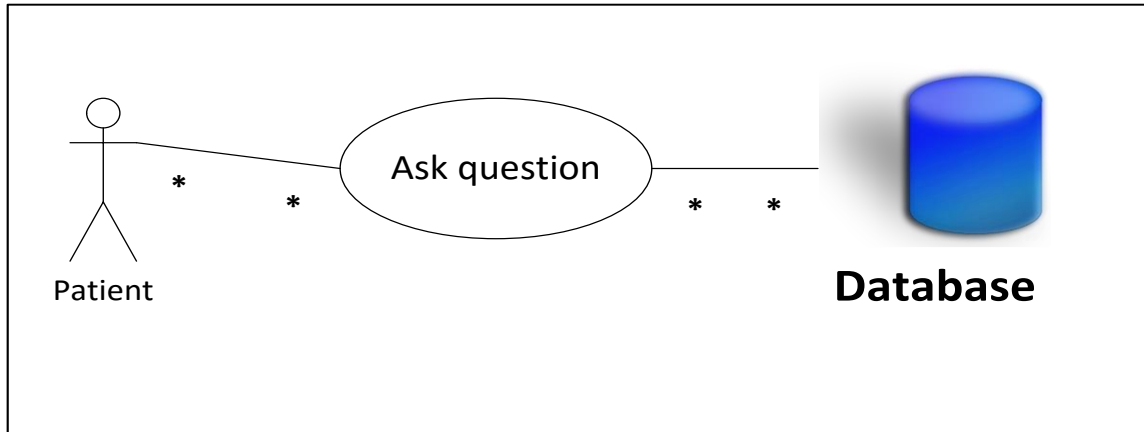 Ask question
* * * *
Patient
Database